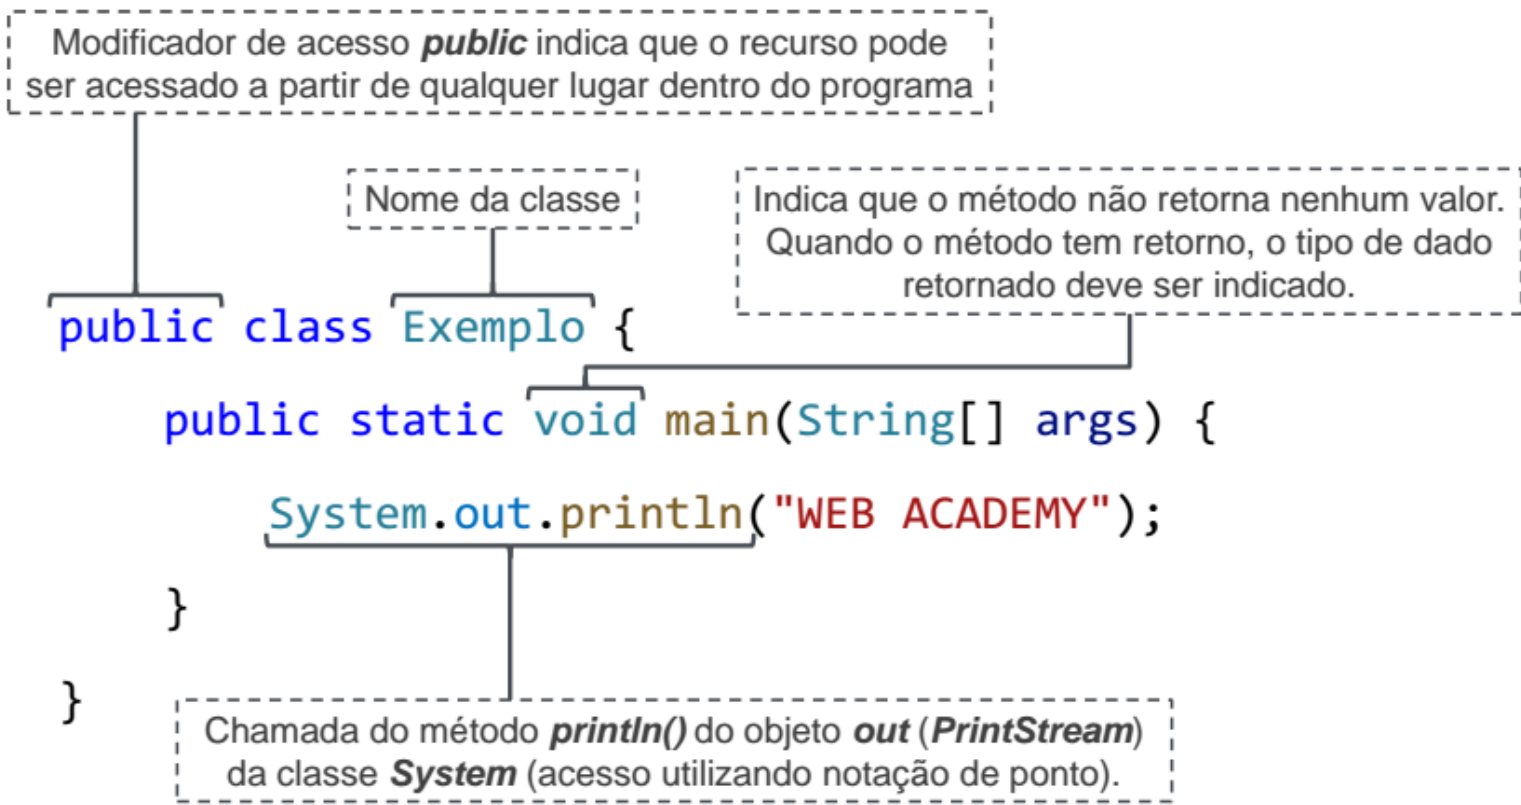 Modificador de acesso public indica que o recurso pode
ser acessado a partir de qualquer lugar dentro do programa
Nome da classe
Indica que o método não retorna nenhum valor.
Quando o método tem retorno, o tipo de dado
retornado deve ser indicado.
public class Exemplo {
public static void main(String[] args) {
System.out.println("WEB ACADEMY");
}
}
Chamada do método println() do objeto out (PrintStream)
da classe System (acesso utilizando notação de ponto).